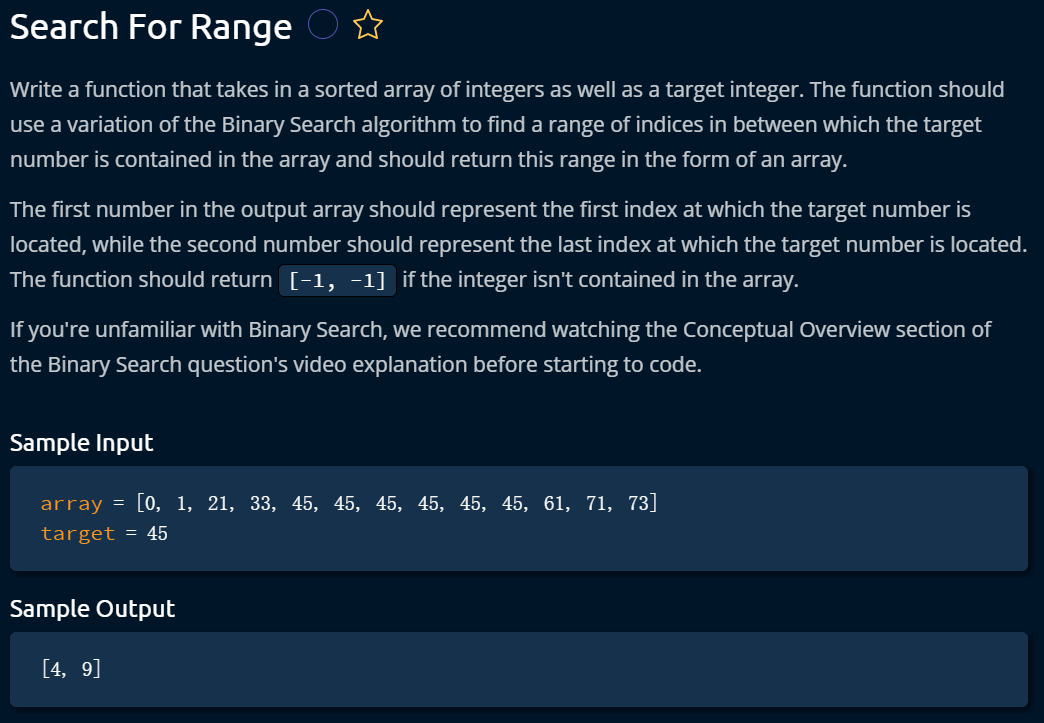 Search For Range
Write a function that takes in a sorted array of integers as well as a target integer. The function should
use a variation of the Binary Search algorithm to find a range of indices in between which the target
number is contained in the array and should return this range in the form of an array.
The first number in the output array should represent the first index at which the target number is
located, while the second number should represent the last index at which the target number is located.
The function should return [-1, -1] if the integer isn't contained in the array.
If you're unfamiliar with Binary Search, we recommend watching the Conceptual Overview section of
the Binary Search question's video explanation before starting to code.
Sample Input
array = [0, 1, 21, 33, 45, 45, 45, 45, 45, 45, 61, 71, 73]
target = 45
Sample Output
[4, 9]